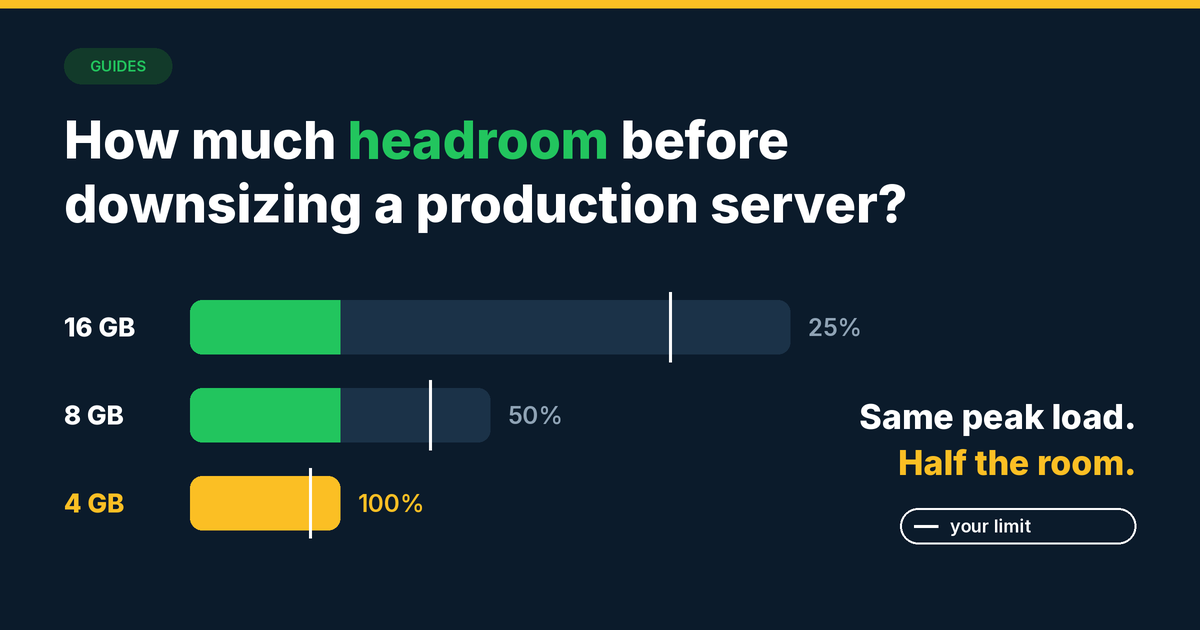 GUIDES
How much headroom before
downsizing a production server?
16 GB
25%
8 GB
50%
4 GB
100%
Same peak load.
Half the room.
your limit